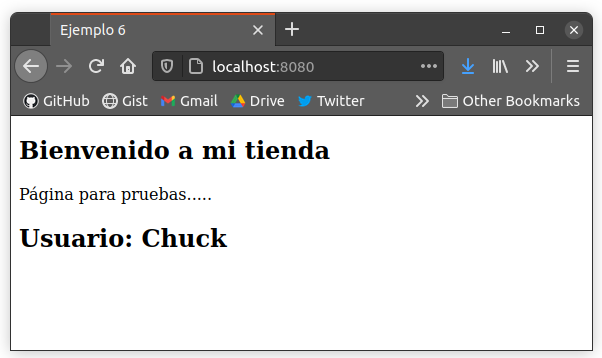 Ejemplo 6
localhost:8080
GitHub Gist Gmail Drive Twitter Other Bookmarks
Bienvenido a mi tienda
Página para pruebas.....
Usuario: Chuck